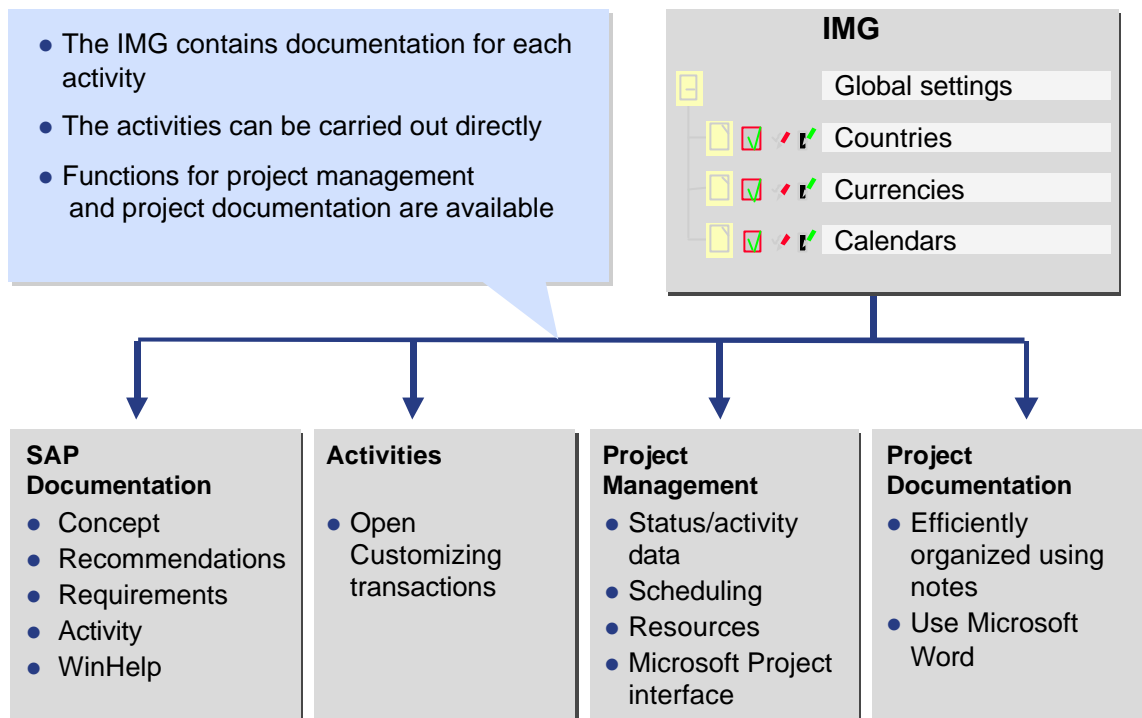 The IMG contains documentation for each
activity
The activities can be carried out directly
Functions for project management
and project documentation are available
IMG
Global settings
Countries
Currencies
Calendars
SAP
Documentation
Concept
Recommendations
Requirements
Activity
WinHelp
Activities
Open
Customizing
transactions
Project
Management
Status/activity
data
Scheduling
Resources
Microsoft Project
interface
Project
Documentation
Efficiently
organized using
notes
Use Microsoft
Word